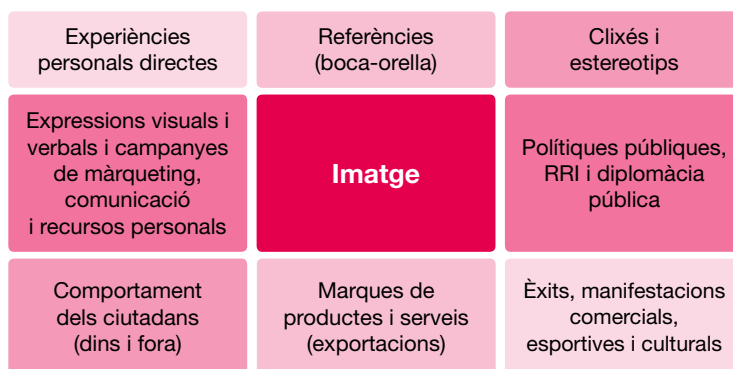 Experiències
personals directes
Referències
(boca-orella)
Clixés i
estereotips
Expressions visuals i
verbals i campanyes
de màrqueting,
comunicació
i recursos personals
Imatge
Polítiques públiques,
RRI i diplomàcia
pública
Comportament
dels ciutadans
(dins i fora)
Marques de
productes i serveis
(exportacions)
Èxits, manifestacions
comercials,
esportives i culturals